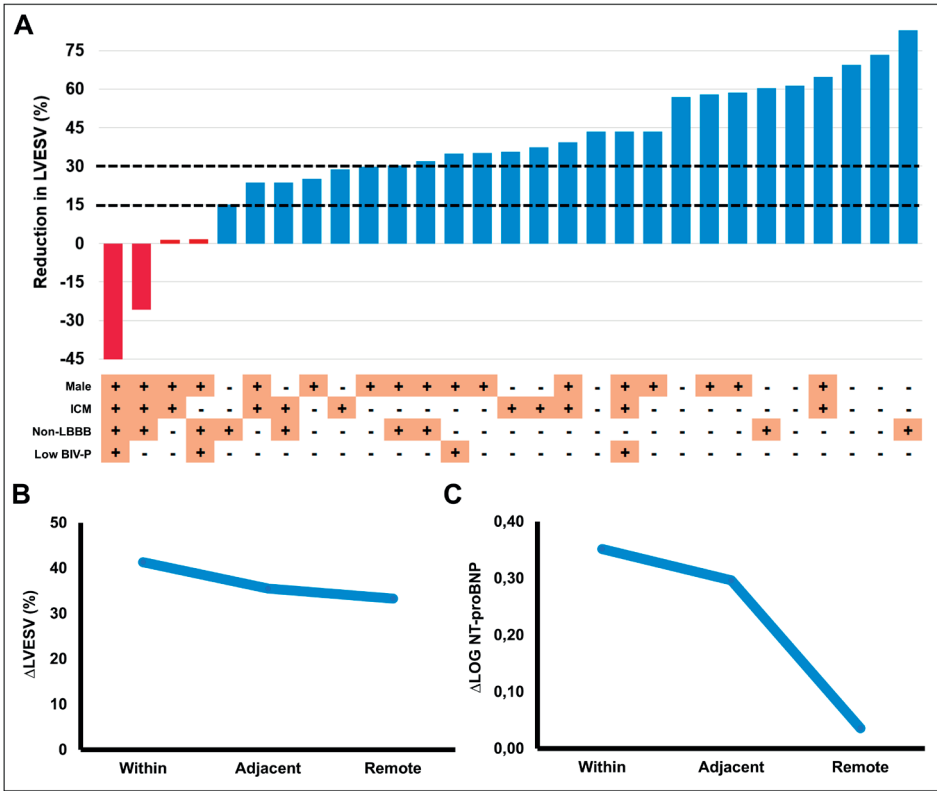 A
Reduction in LVESV (%)
75
60
45
30
15
0
-15
-30
-45
Male + + + + - + - + - + + + + + - - + - + + - + + - - + - - -
ICM + + + - - + + - + - - - - - + + + - + - - - - - - + - - -
Non-LBBB + + - + + - + - - - + + - - - - - - - - - - - + - - - - +
Low BIV-P + - - + - - - - - - - - + - - - - - + - - - - - - - - - -
B
ΔLVESV (%)
50
40
30
20
10
0
Within Adjacent Remote
C
ΔLOG NT-proBNP
0,40
0,30
0,20
0,10
0,00
Within Adjacent Remote